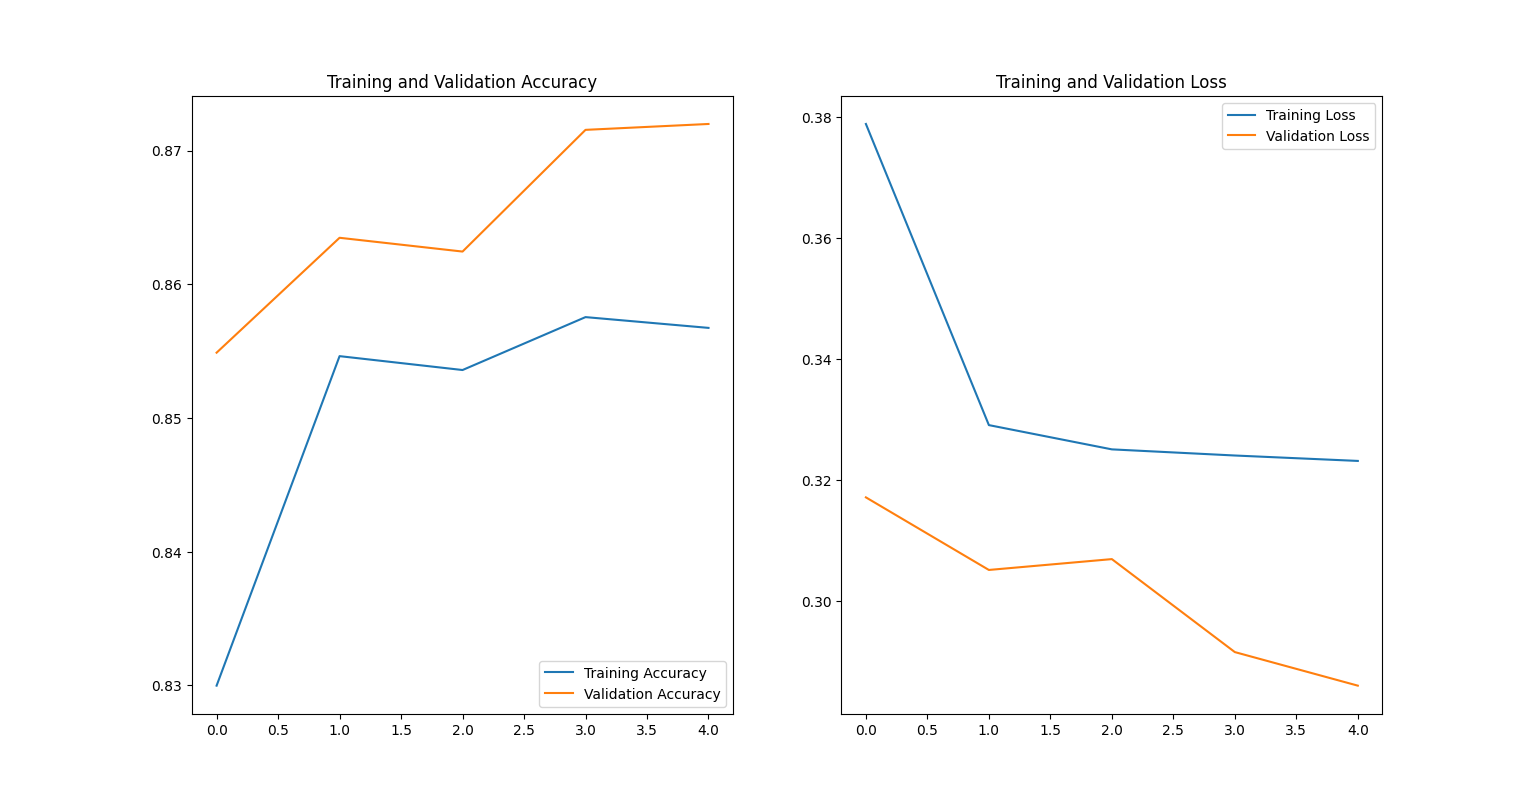 Training and Validation Accuracy
0.87
0.86
0.85
0.84
0.83
Training Accuracy
Validation Accuracy
0.0 0.5 1.0 1.5 2.0 2.5 3.0 3.5 4.0
Training and Validation Loss
Training Loss
Validation Loss
0.38
0.36
0.34
0.32
0.30
0.0 0.5 1.0 1.5 2.0 2.5 3.0 3.5 4.0